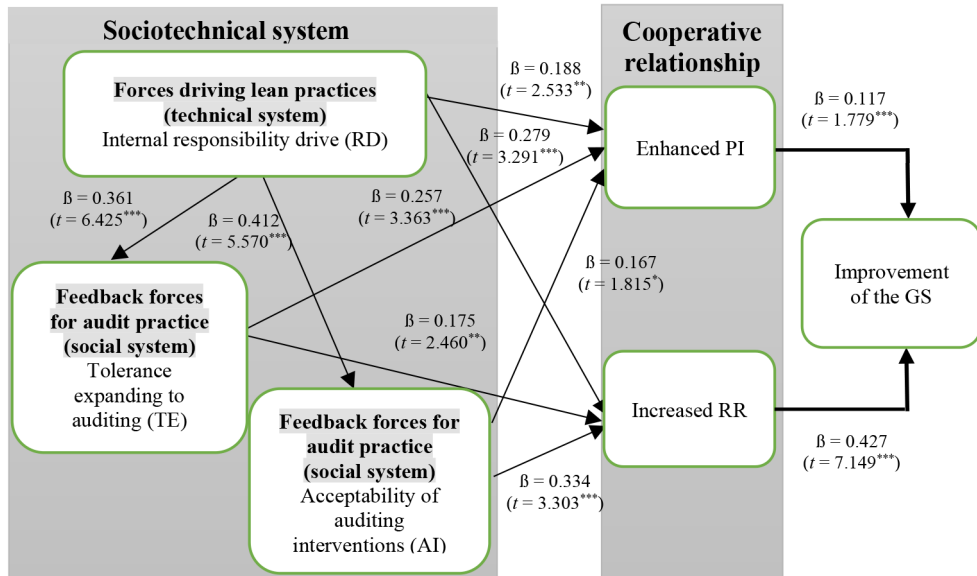 Sociotechnical system
Forces driving lean practices
(technical system)
Internal responsibility drive (RD)
ß = 0.361
(t = 6.425***)
ß = 0.412
(t = 5.570***)
Feedback forces
for audit practice
(social system)
Tolerance
expanding to
auditing (TE)
Feedback forces for
audit practice
(social system)
Acceptability of
auditing
interventions (AI)
ß = 0.188
(t = 2.533**)
ß = 0.279
(t = 3.291***)
ß = 0.257
(t = 3.363***)
ß = 0.167
(t = 1.815*)
ß = 0.175
(t = 2.460**)
ß = 0.334
(t = 3.303***)
Cooperative
relationship
Enhanced PI
Increased RR
ß = 0.117
(t = 1.779***)
Improvement
of the GS
ß = 0.427
(t = 7.149***)